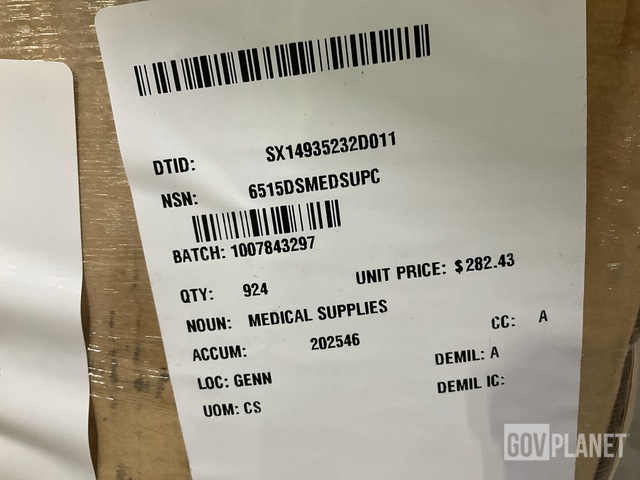 DTID: SX14935232D011
NSN: 6515DSMEDSUPC
BATCH: 1007843297
QTY: 924 UNIT PRICE: $282.43
NOUN: MEDICAL SUPPLIES
ACCUM: 202546 CC: A
LOC: GENN DEMIL: A
UOM: CS DEMIL IC:
GOVPLANET